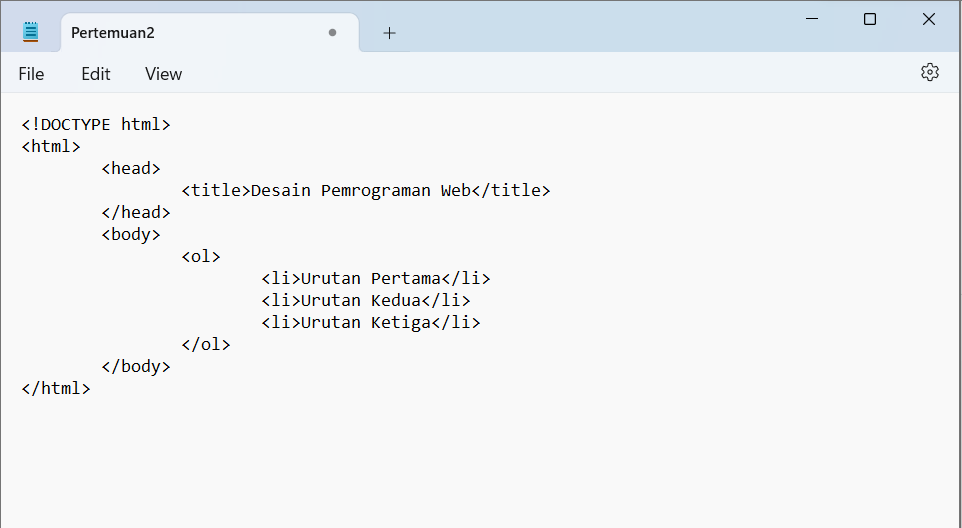 Pertemuan2
File Edit View
<!DOCTYPE html>
<html>
<head>
<title>Desain Pemrograman Web</title>
</head>
<body>
<ol>
<li>Urutan Pertama</li>
<li>Urutan Kedua</li>
<li>Urutan Ketiga</li>
</ol>
</body>
</html>